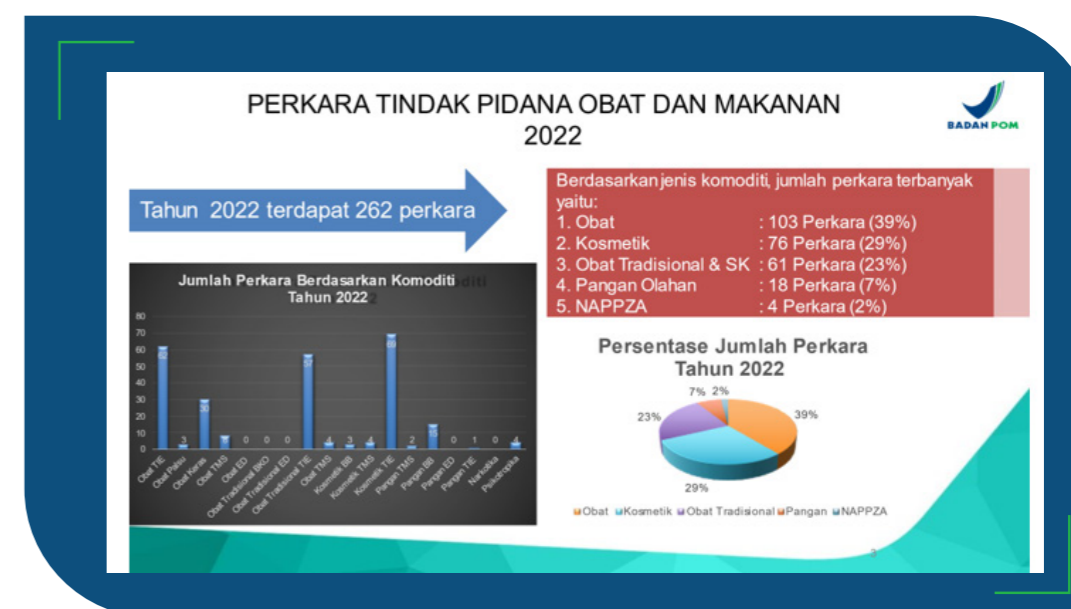 PERKARA TINDAK PIDANA OBAT DAN MAKANAN
2022
BADAN POM
Tahun 2022 terdapat 262 perkara
Berdasarkan jenis komoditi, jumlah perkara terbanyak
yaitu:
1. Obat : 103 Perkara (39%)
2. Kosmetik : 76 Perkara (29%)
3. Obat Tradisional & SK : 61 Perkara (23%)
4. Pangan Olahan : 18 Perkara (7%)
5. NAPPZA : 4 Perkara (2%)
Jumlah Perkara Berdasarkan Komoditi
Tahun 2022
80
70
60
50
40
30
20
10
0
62
3
30
0
0
0
57
4
3
4
69
2
15
0
1
0
4
Obat TIE
Obat Palsu
Obat Keras
Obat TMS
Obat ED
Obat Tradisional BKO
Obat Tradisional ED
Obat Tradisional TIE
Obat TMS
Kosmetik BB
Kosmetik TMS
Kosmetik TIE
Pangan TMS
Pangan BB
Pangan ED
Pangan TIE
Narkotika
Psikotropika
Persentase Jumlah Perkara
Tahun 2022
7% 2%
23%
39%
29%
Obat Kosmetik Obat Tradisional Pangan NAPPZA
3